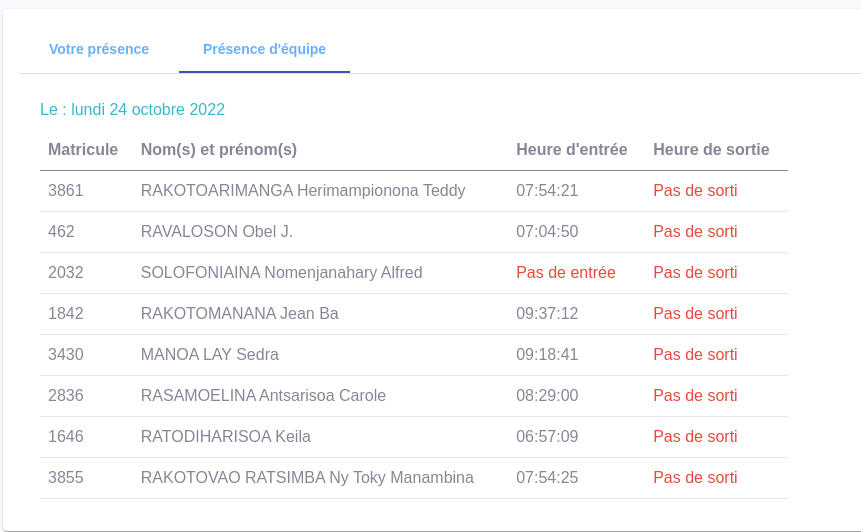 Votre présence Présence d'équipe
Le : lundi 24 octobre 2022
Matricule Nom(s) et prénom(s) Heure d'entrée Heure de sortie
3861 RAKOTOARIMANGA Herimampionona Teddy 07:54:21 Pas de sorti
462 RAVALOSON Obel J. 07:04:50 Pas de sorti
2032 SOLOFONIAINA Nomenjanahary Alfred Pas de entrée Pas de sorti
1842 RAKOTOMANANA Jean Ba 09:37:12 Pas de sorti
3430 MANOA LAY Sedra 09:18:41 Pas de sorti
2836 RASAMOELINA Antsarisoa Carole 08:29:00 Pas de sorti
1646 RATODIHARISOA Keila 06:57:09 Pas de sorti
3855 RAKOTOVAO RATSIMBA Ny Toky Manambina 07:54:25 Pas de sorti